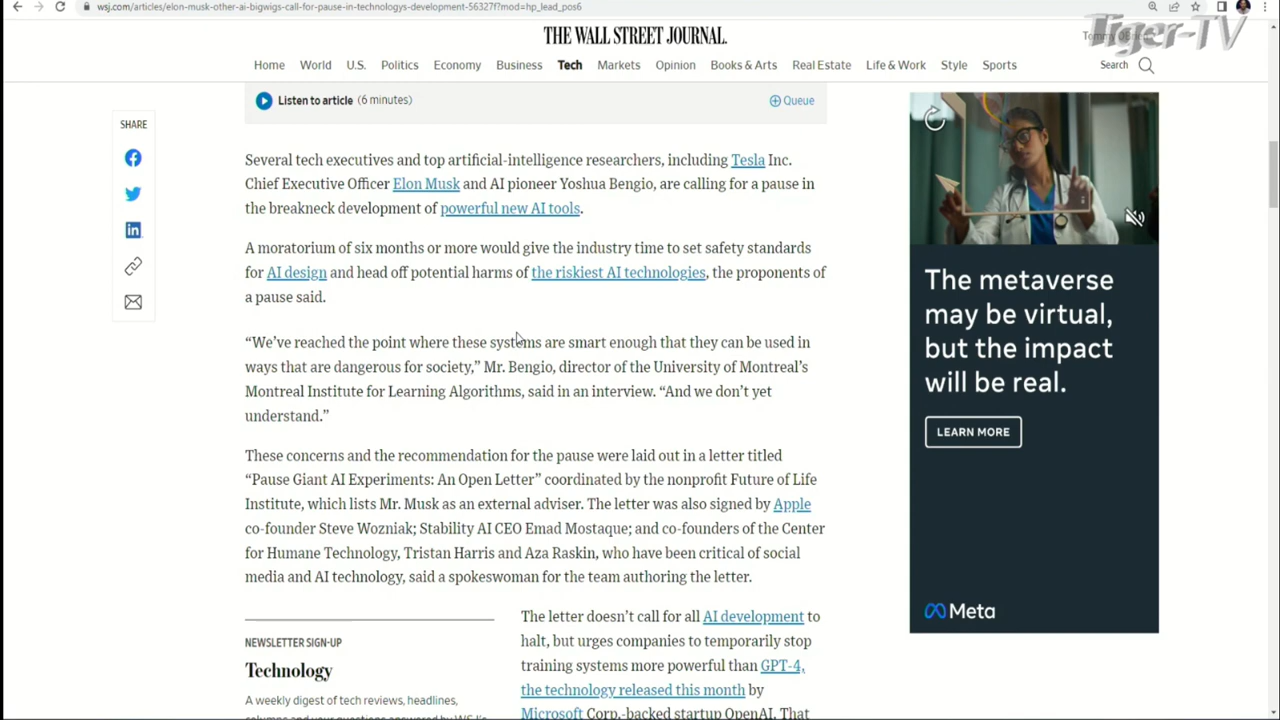 wsj.com/articles/elon-musk-other-ai-bigwigs-call-for-pause-in-technologys-development-56327f?mod=hp_lead_pos6
Tiger-TV
THE WALL STREET JOURNAL.
Home World U.S. Politics Economy Business Tech Markets Opinion Books & Arts Real Estate Life & Work Style Sports
Search
Listen to article (6 minutes)
Queue
SHARE
Several tech executives and top artificial-intelligence researchers, including Tesla Inc.
Chief Executive Officer Elon Musk and AI pioneer Yoshua Bengio, are calling for a pause in
the breakneck development of powerful new AI tools.
A moratorium of six months or more would give the industry time to set safety standards
for AI design and head off potential harms of the riskiest AI technologies, the proponents of
a pause said.
“We’ve reached the point where these systems are smart enough that they can be used in
ways that are dangerous for society,” Mr. Bengio, director of the University of Montreal’s
Montreal Institute for Learning Algorithms, said in an interview. “And we don’t yet
understand.”
These concerns and the recommendation for the pause were laid out in a letter titled
“Pause Giant AI Experiments: An Open Letter” coordinated by the nonprofit Future of Life
Institute, which lists Mr. Musk as an external adviser. The letter was also signed by Apple
co-founder Steve Wozniak; Stability AI CEO Emad Mostaque; and co-founders of the Center
for Humane Technology, Tristan Harris and Aza Raskin, who have been critical of social
media and AI technology, said a spokeswoman for the team authoring the letter.
The letter doesn’t call for all AI development to
halt, but urges companies to temporarily stop
training systems more powerful than GPT-4,
the technology released this month by
Microsoft Corp.-backed startup OpenAI. That
NEWSLETTER SIGN-UP
Technology
A weekly digest of tech reviews, headlines,
The metaverse
may be virtual,
but the impact
will be real.
LEARN MORE
Meta